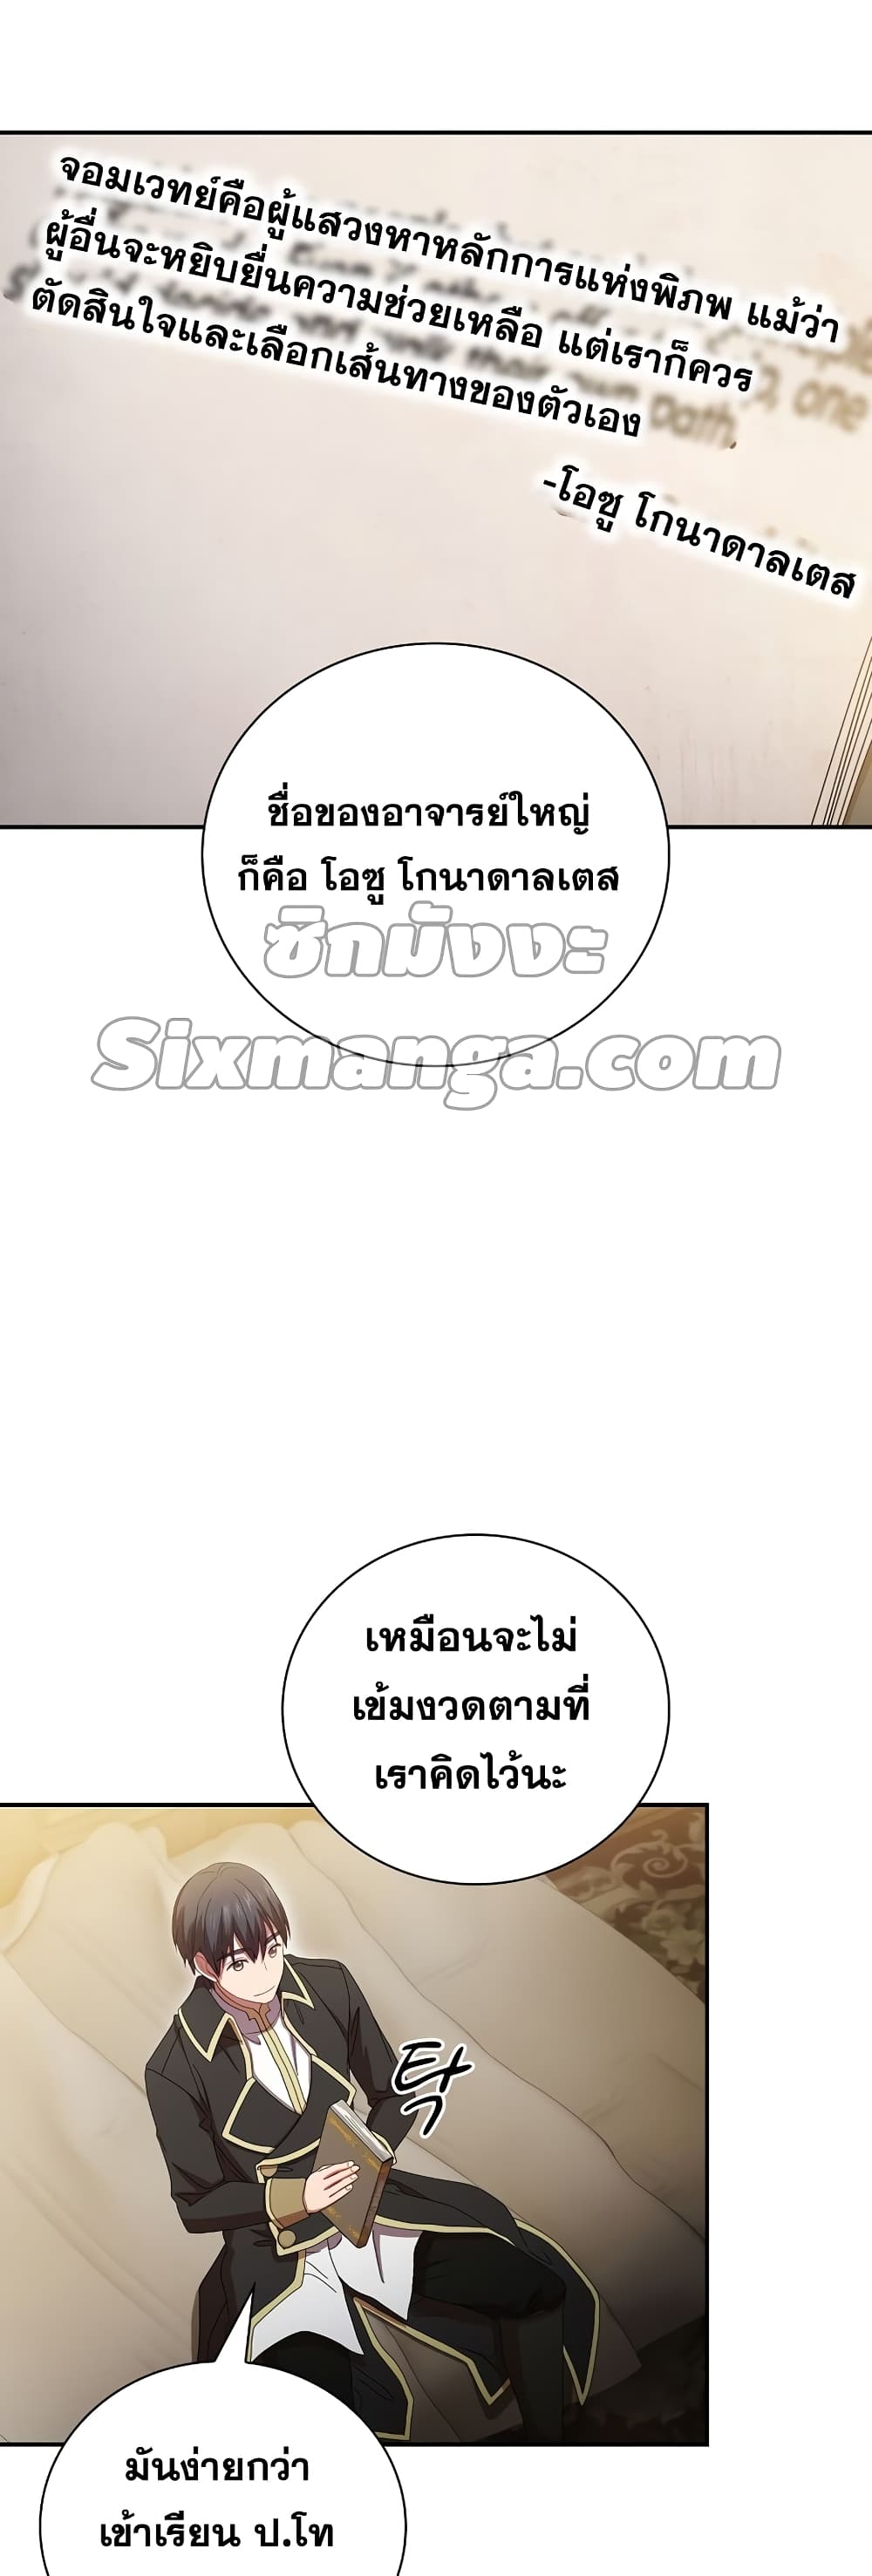 จอมเวทย์คือผู้แสวงหาหลักการแห่งพิภพ แม้ว่า
ผู้อื่นจะหยิบยื่นความช่วยเหลือ แต่เราก็ควร
ตัดสินใจและเลือกเส้นทางของตัวเอง
path.
one
-โอซู โกนาดาลเตส
ชื่อของอาจารย์ใหญ่
ก็คือ โอซู โกนาดาลเตส
ซิกมังงะ
Sixmanga.com
เหมือนจะไม่
เข้มงวดตามที่
เราคิดไว้นะ
탁
มันง่ายกว่า
เข้าเรียน ป.โท